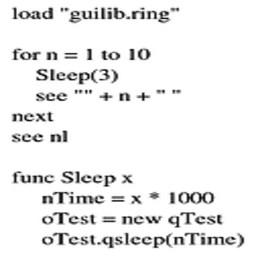 load "guilib.ring"
for n = 1 to 10
Sleep(3)
see "" + n + " "
next
see nl
func Sleep x
nTime = x * 1000
oTest = new qTest
oTest.qsleep(nTime)